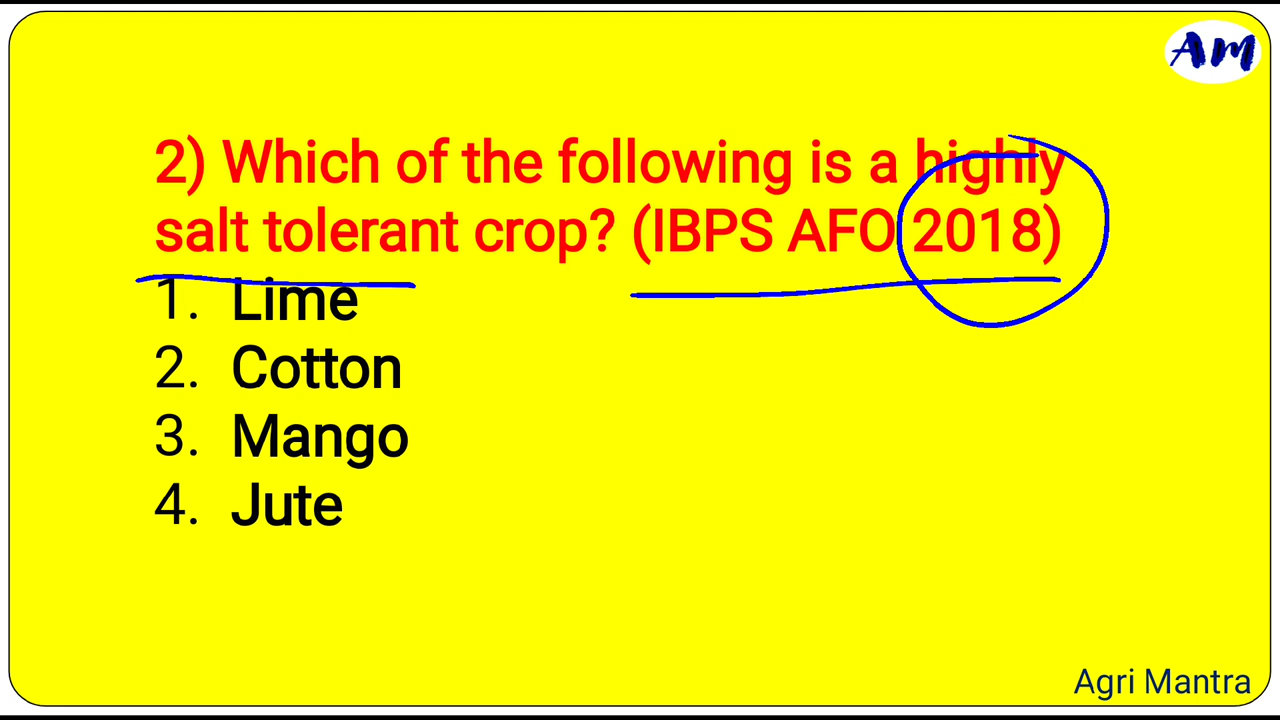 AM
2) Which of the following is a highly
salt tolerant crop? (IBPS AFO 2018)
1. Lime
2. Cotton
3. Mango
4. Jute
Agri Mantra